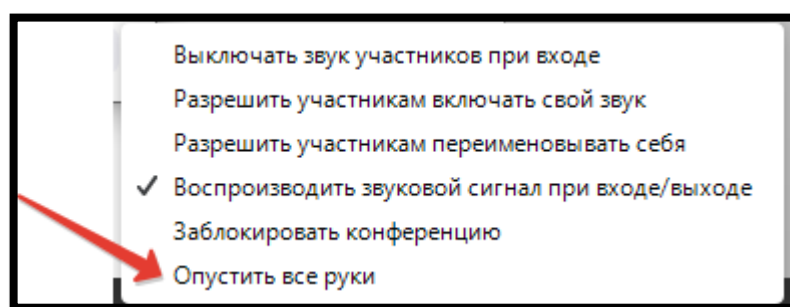 Выключать звук участников при входе
Разрешить участникам включать свой звук
Разрешить участникам переименовывать себя
Воспроизводить звуковой сигнал при входе/выходе
Заблокировать конференцию
Опустить все руки